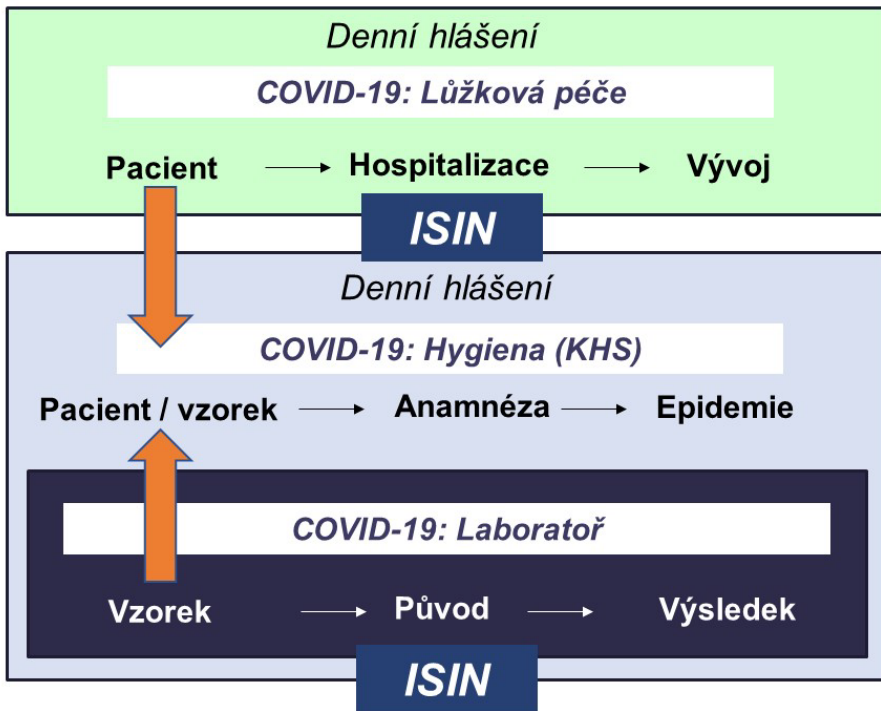 Denní hlášení
COVID-19: Lůžková péče
Pacient Hospitalizace Vývoj
ISIN
Denní hlášení
COVID-19: Hygiena (KHS)
Pacient / vzorek Anamnéza Epidemie
COVID-19: Laboratoř
Vzorek Původ Výsledek
ISIN